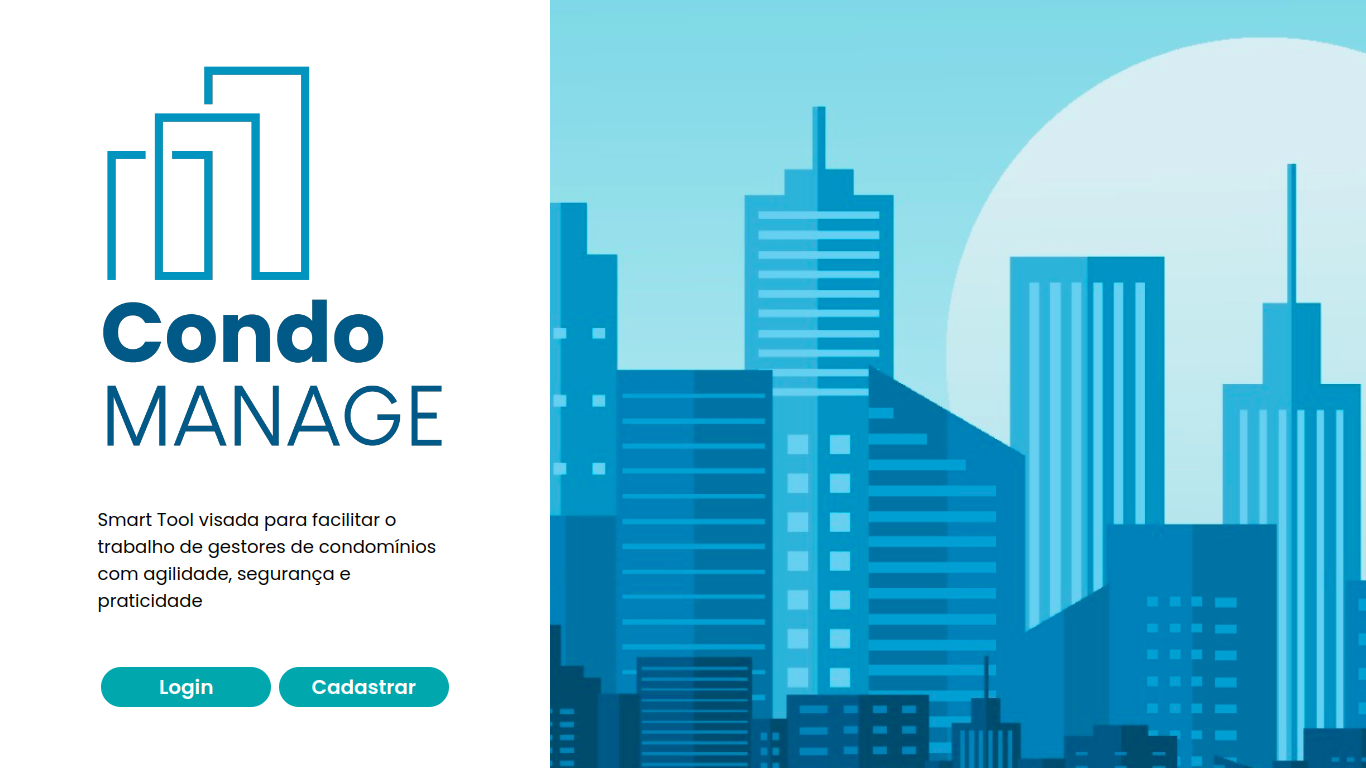 Condo
MANAGE
Smart Tool visada para facilitar o
trabalho de gestores de condomínios
com agilidade, segurança e
praticidade
Login
Cadastrar